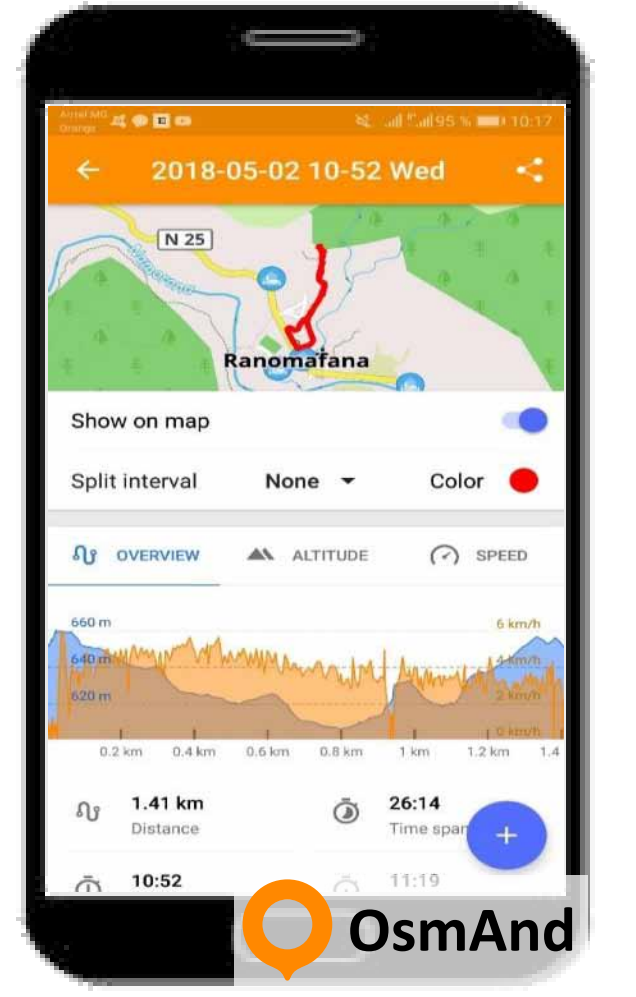 Airtel MG
Orange
95 % 10:17
2018-05-02 10-52 Wed
N 25
Namorona
Ranomafana
Show on map
Split interval None Color
OVERVIEW ALTITUDE SPEED
660 m 6 km/h
640 m 4 km/h
620 m 2 km/h
0 km/h
0.2 km 0.4 km 0.6 km 0.8 km 1 km 1.2 km 1.4
1.41 km 26:14
Distance Time span
+
10:52 11:19
OsmAnd